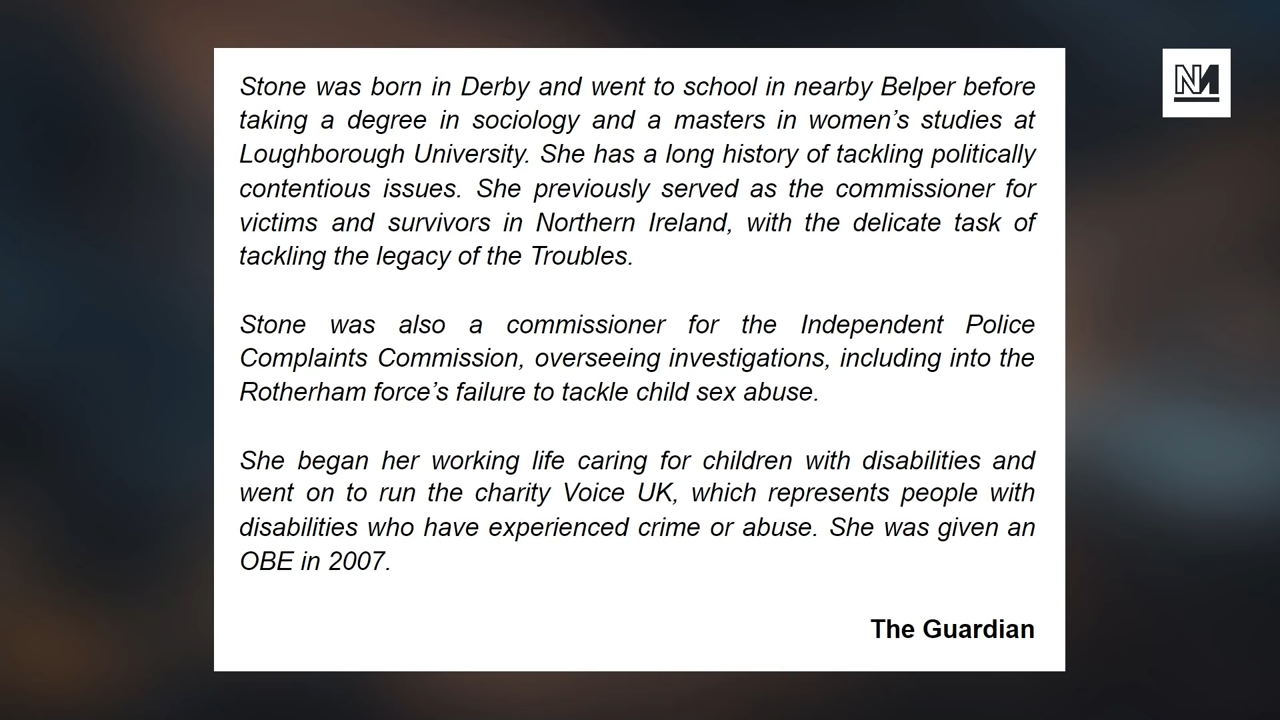 Stone was born in Derby and went to school in nearby Belper before
taking a degree in sociology and a masters in women's studies at
Loughborough University. She has a long history of tackling politically
contentious issues. She previously served as the commissioner for
victims and survivors in Northern Ireland, with the delicate task of
tackling the legacy of the Troubles.
Stone was also a commissioner for the Independent Police
Complaints Commission, overseeing investigations, including into the
Rotherham force's failure to tackle child sex abuse.
She began her working life caring for children with disabilities and
went on to run the charity Voice UK, which represents people with
disabilities who have experienced crime or abuse. She was given an
OBE in 2007.
The Guardian
NM